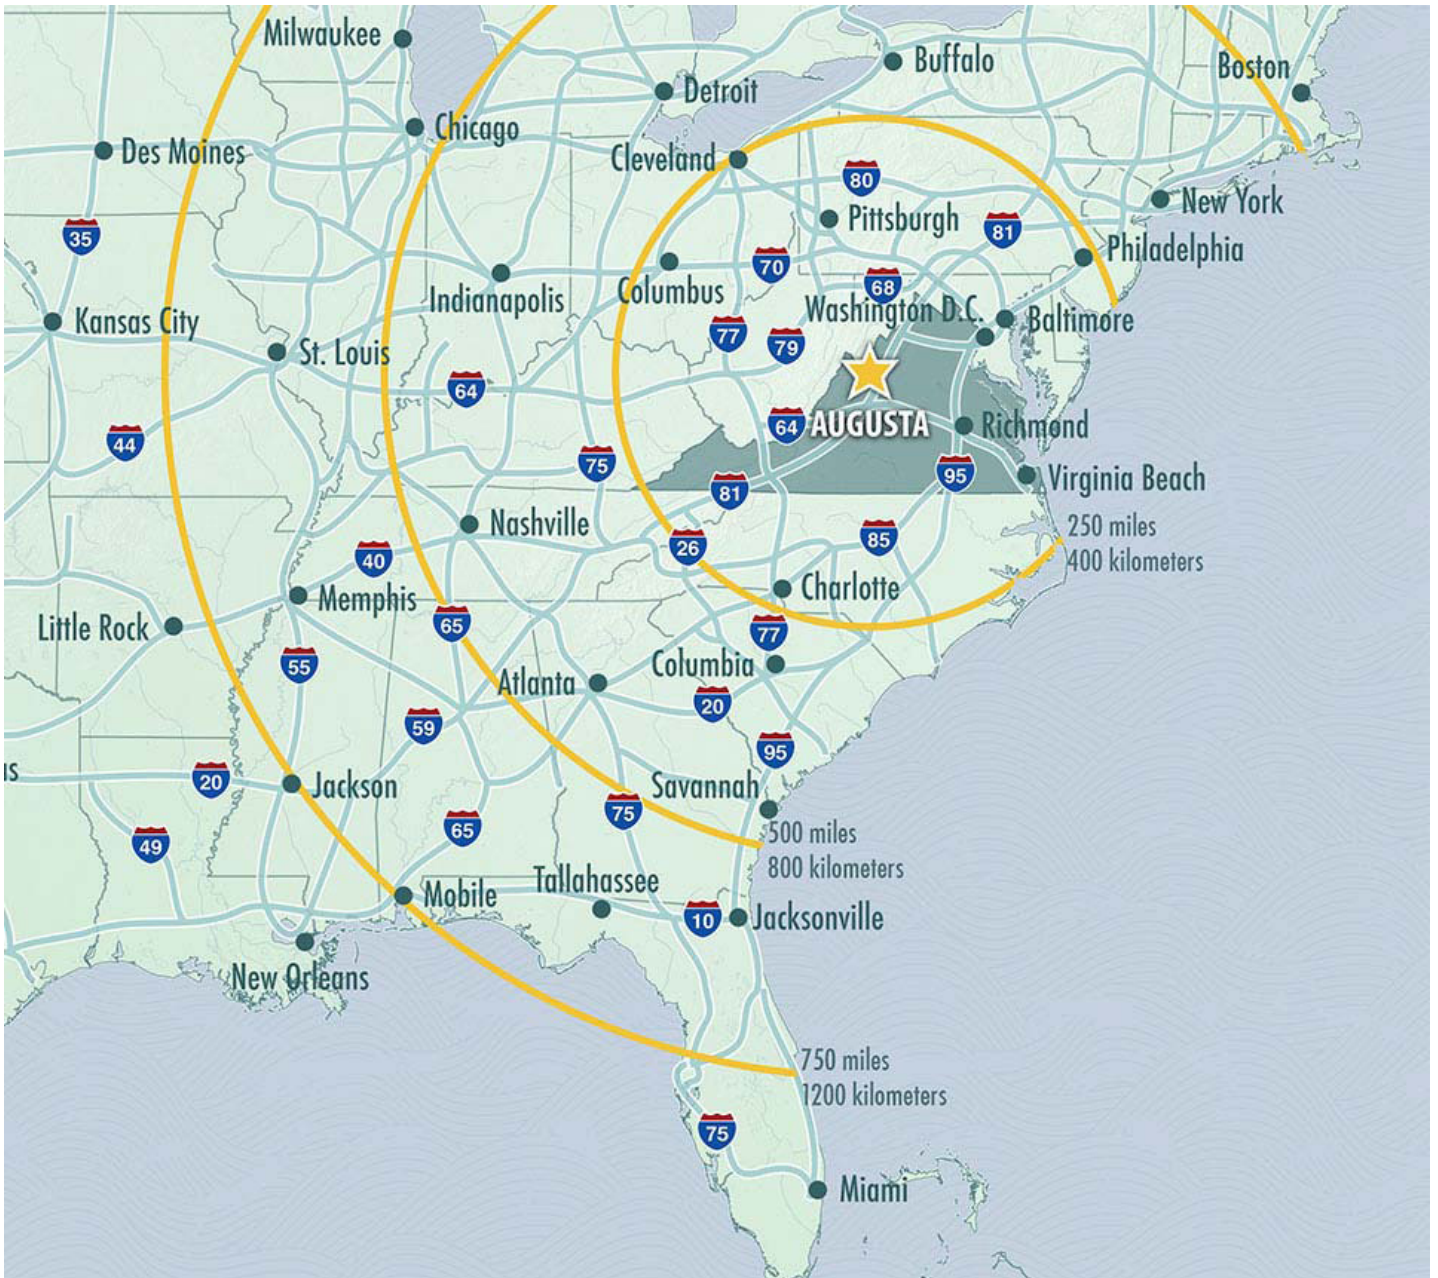 Milwaukee
Buffalo
Boston
Detroit
Chicago
Des Moines
Cleveland
80
New York
Pittsburgh
81
35
Philadelphia
70
68
Columbus
Indianapolis
Washington D.C.
Kansas City
Baltimore
77
79
St. Louis
64
64
AUGUSTA
Richmond
44
75
95
81
Virginia Beach
250 miles
400 kilometers
Nashville
85
26
40
Charlotte
Memphis
65
Little Rock
77
55
Columbia
Atlanta
20
59
95
is
20
Jackson
Savannah
75
65
500 miles
800 kilometers
49
Tallahassee
Mobile
10
Jacksonville
New Orleans
750 miles
1200 kilometers
75
Miami